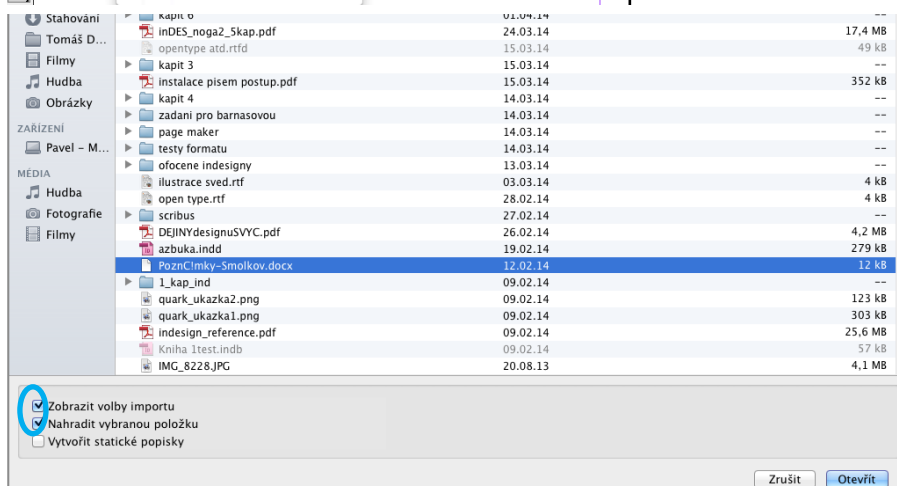 Stahování
Tomáš D...
Filmy
Hudba
Obrázky
ZAŘÍZENÍ
Pavel – M...
MÉDIA
Hudba
Fotografie
Filmy
kapit 6 01.04.14 --
inDES_noga2_5kap.pdf 24.03.14 17,4 MB
opentype atd.rtfd 15.03.14 49 kB
kapit 3 15.03.14 --
instalace pisem postup.pdf 15.03.14 352 kB
kapit 4 14.03.14 --
zadani pro barnasovou 14.03.14 --
page maker 14.03.14 --
testy formatu 14.03.14 --
ofocene indesigny 13.03.14 --
ilustrace sved.rtf 03.03.14 4 kB
open type.rtf 28.02.14 4 kB
scribus 27.02.14 --
DEJINYdesignuSVYC.pdf 26.02.14 4,2 MB
azbuka.indd 19.02.14 279 kB
PoznC!mky-Smolkov.docx 12.02.14 12 kB
1_kap_ind 09.02.14 --
quark_ukazka2.png 09.02.14 123 kB
quark_ukazka1.png 09.02.14 303 kB
indesign_reference.pdf 09.02.14 25,6 MB
Kniha 1test.indb 09.02.14 57 kB
IMG_8228.JPG 20.08.13 4,1 MB
Zobrazit volby importu
Nahradit vybranou položku
Vytvořit statické popisky
Zrušit Otevřít